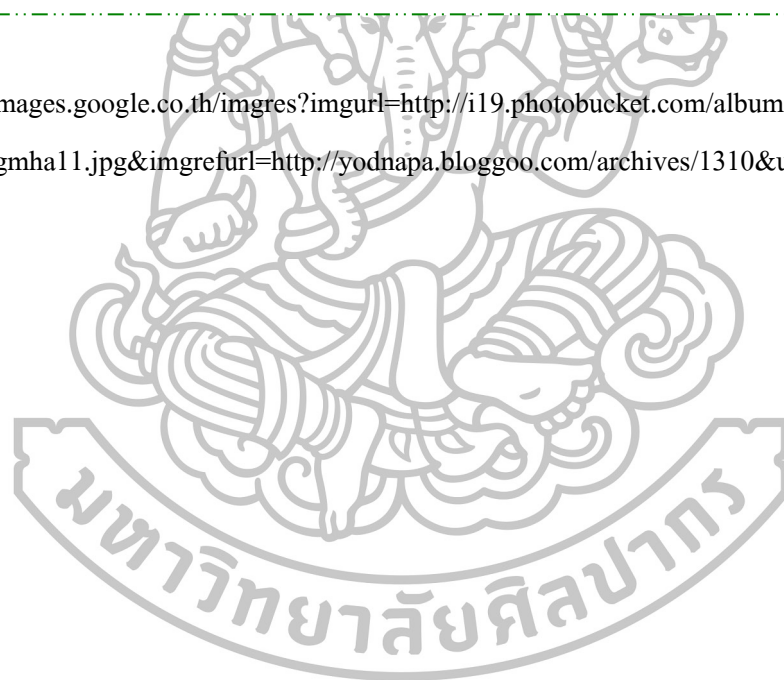 mages.google.co.th/imgres?imgurl=http://i19.photobucket.com/album
gmha11.jpg&imgrefurl=http://yodnapa.bloggoo.com/archives/1310&u
มหาวิทยาลัยศิลปากร